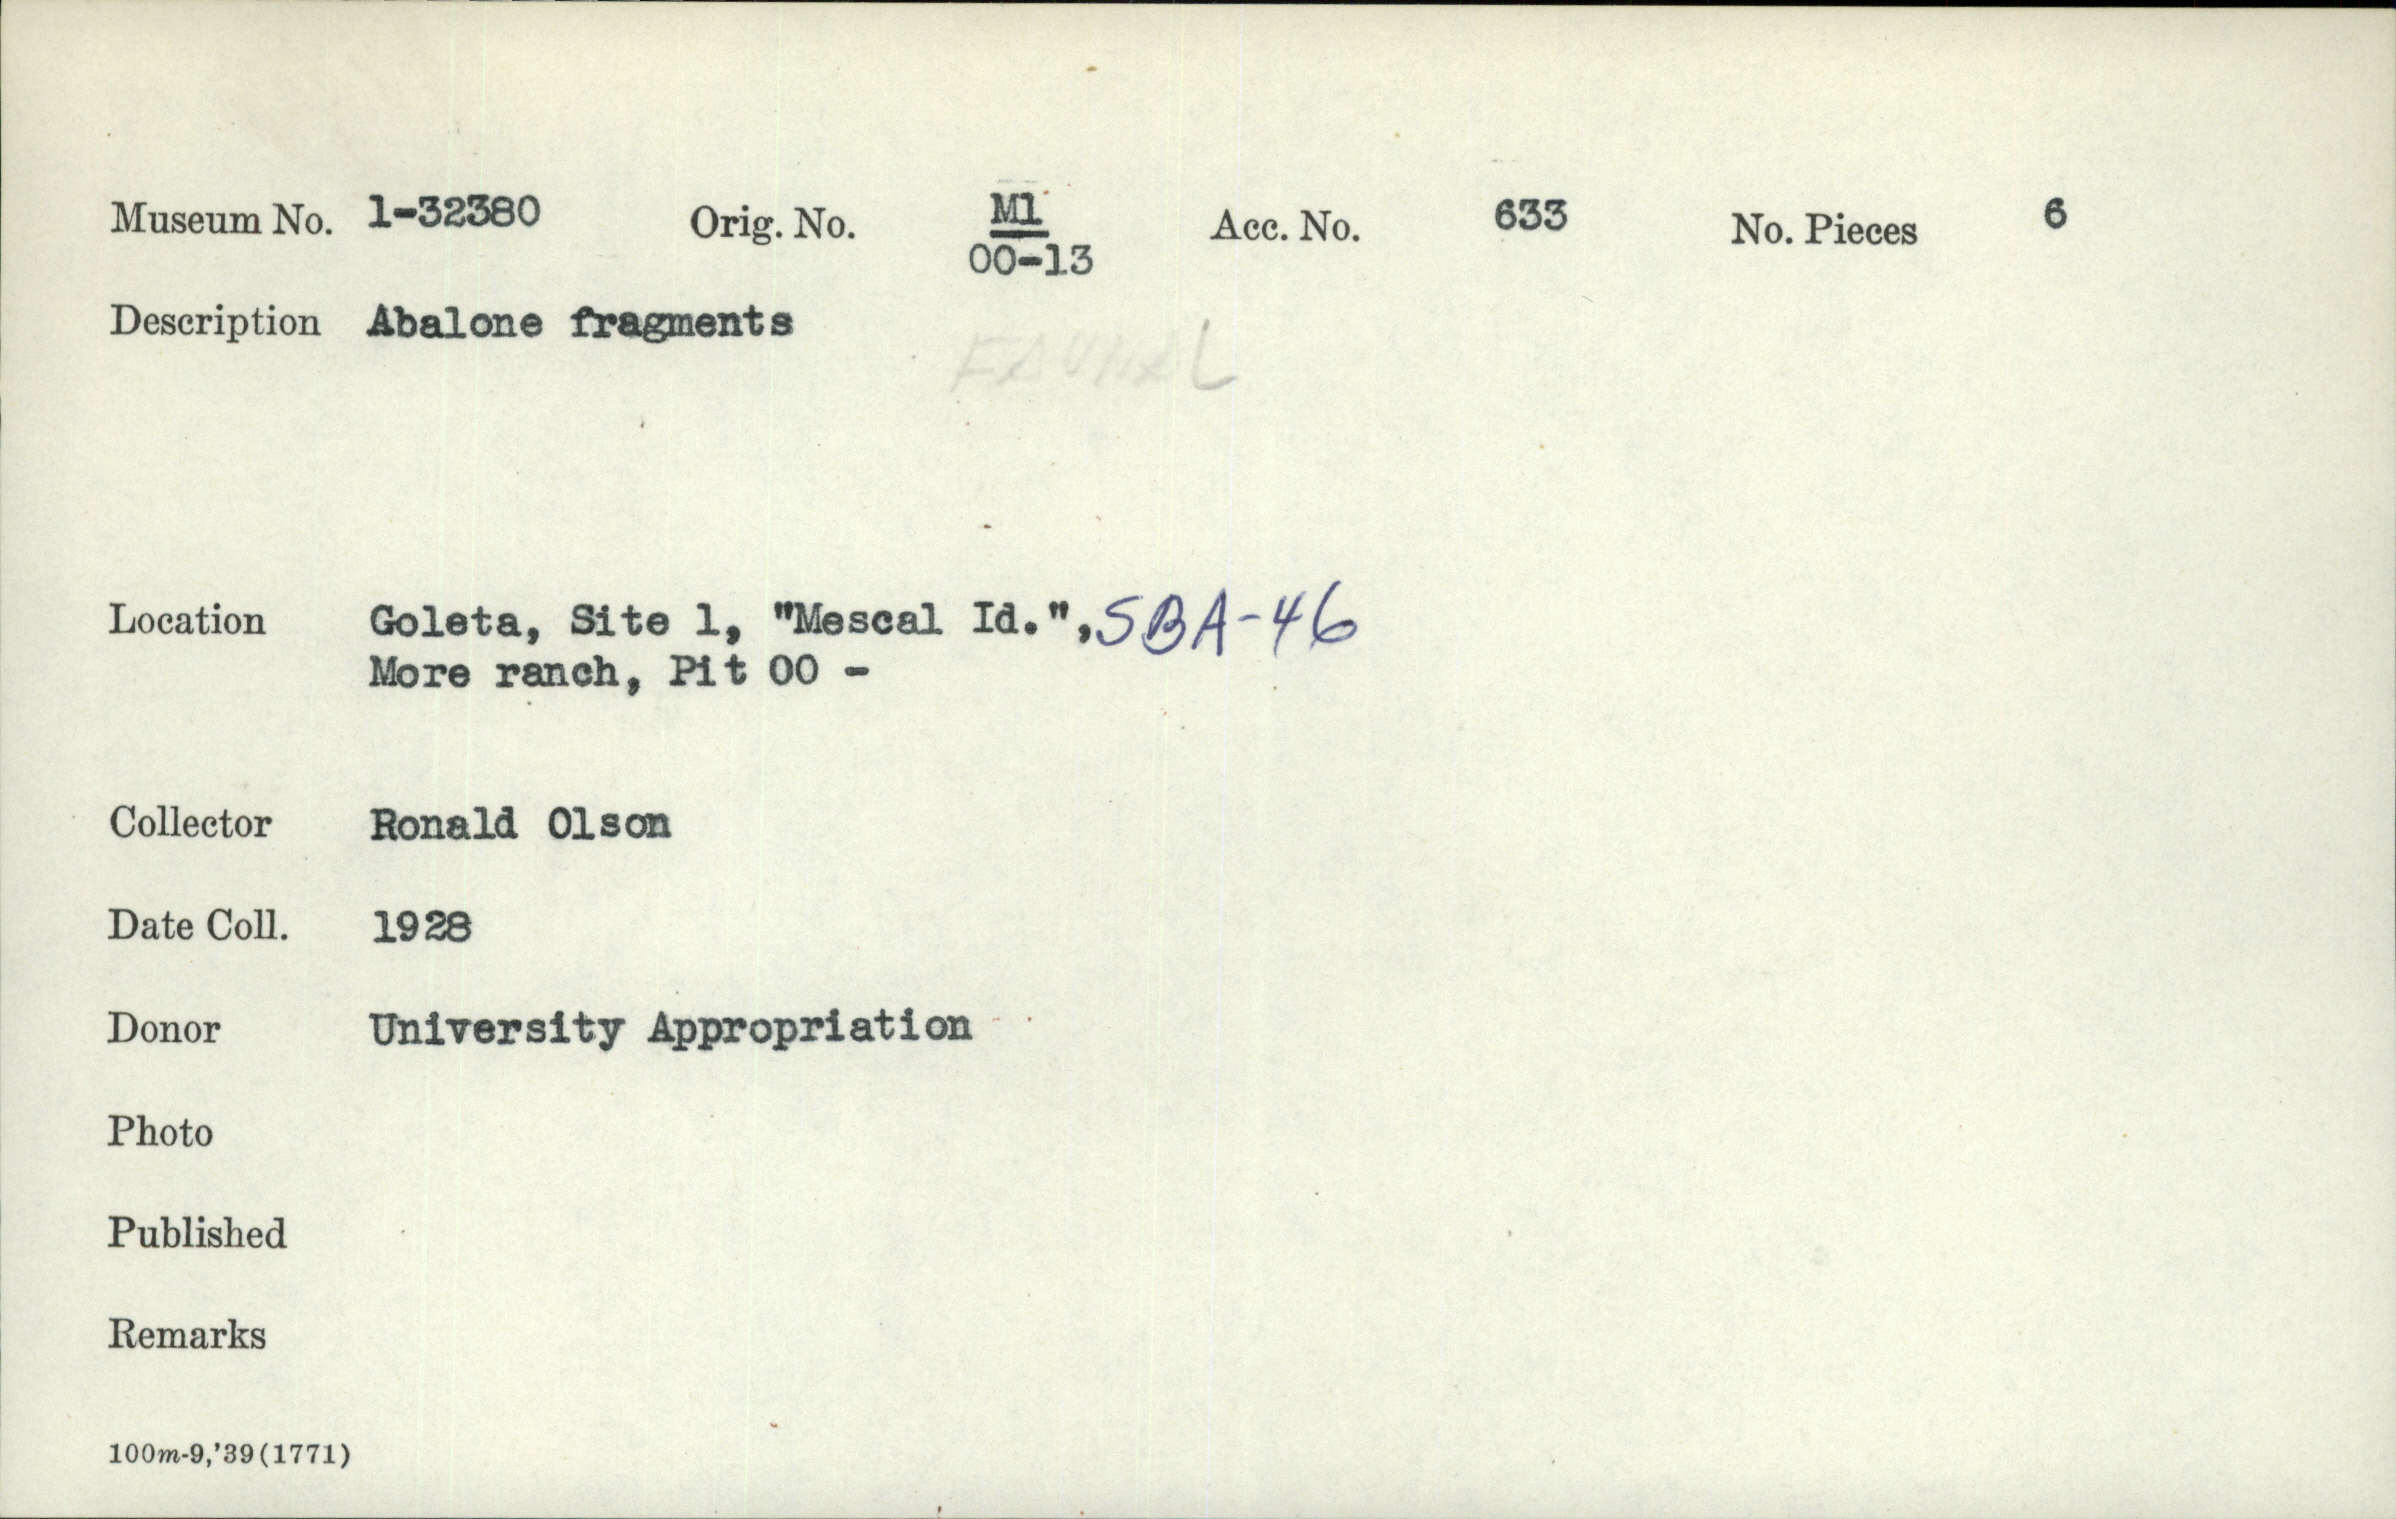 Museum No. 1-32380 Orig. No. M1 Acc. No. 633 No. Pieces 6
00-13
Description Abalone fragments
FAUNAL
Location Goleta, Site 1, "Mescal Id.", SBA-46
More ranch, Pit 00 -
Collector Ronald Olson
Date Coll. 1928
Donor University Appropriation
Photo
Published
Remarks
100m-9,'39(1771)